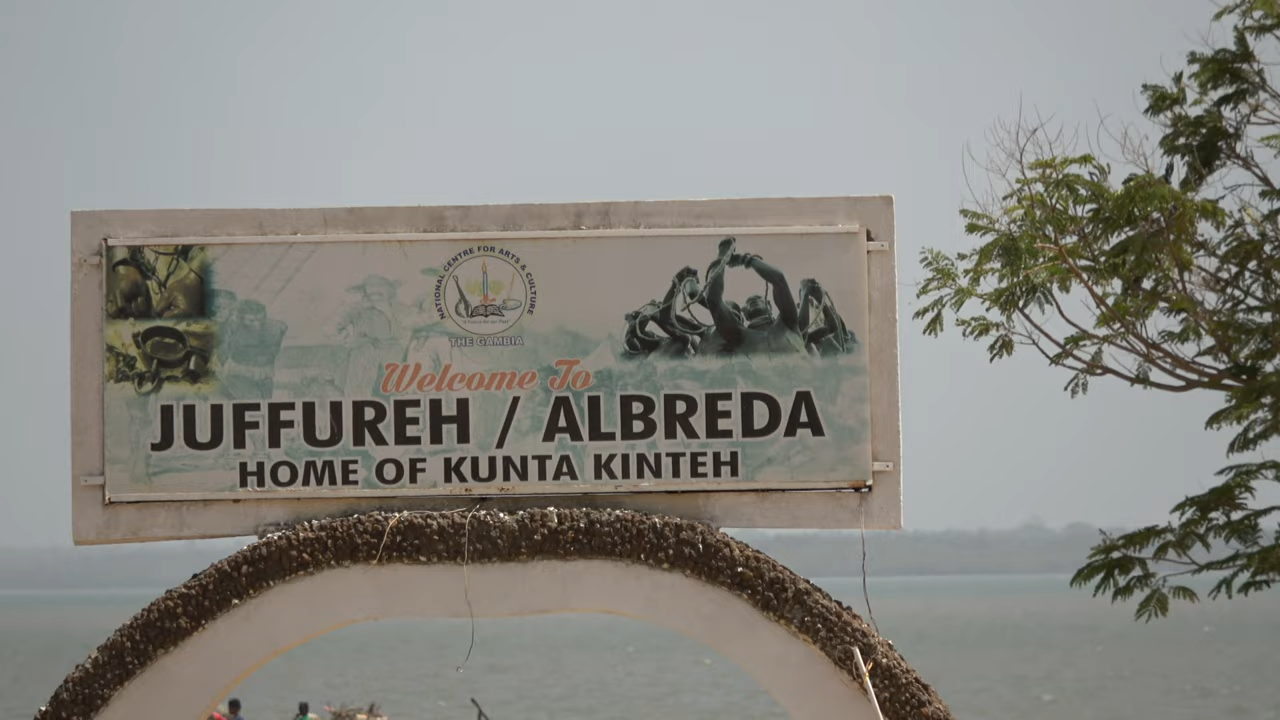 NATIONAL CENTRE FOR ARTS & CULTURE
THE GAMBIA
Welcome To
JUFFUREH / ALBREDA
HOME OF KUNTA KINTEH